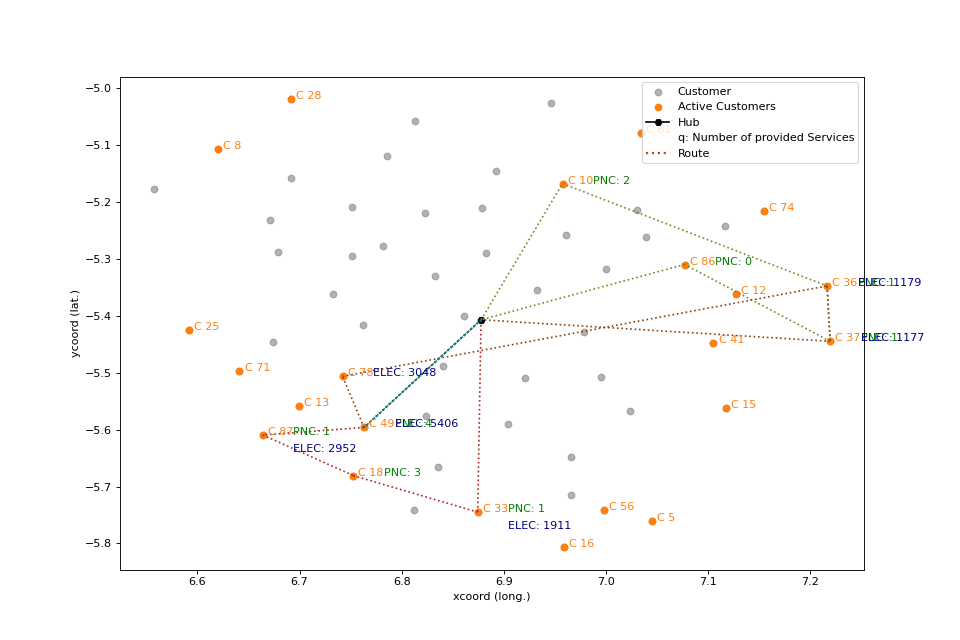 Customer
Active Customers
Hub
q: Number of provided Services
Route
C 28
C 8
C 10 PNC: 2
C 74
C 86 PNC: 0
C 36 ELEC: 1179
C 12
C 25
C 41
C 37 ELEC: 1177
C 71
C 78 ELEC: 3048
C 13
C 15
C 49 ELEC: 5406
C 87 PNC: 1
ELEC: 2952
C 18 PNC: 3
C 33 PNC: 1
ELEC: 1911
C 56
C 5
C 16
−5.0
−5.1
−5.2
−5.3
−5.4
−5.5
−5.6
−5.7
−5.8
ycoord (lat.)
6.6 6.7 6.8 6.9 7.0 7.1 7.2
xcoord (long.)